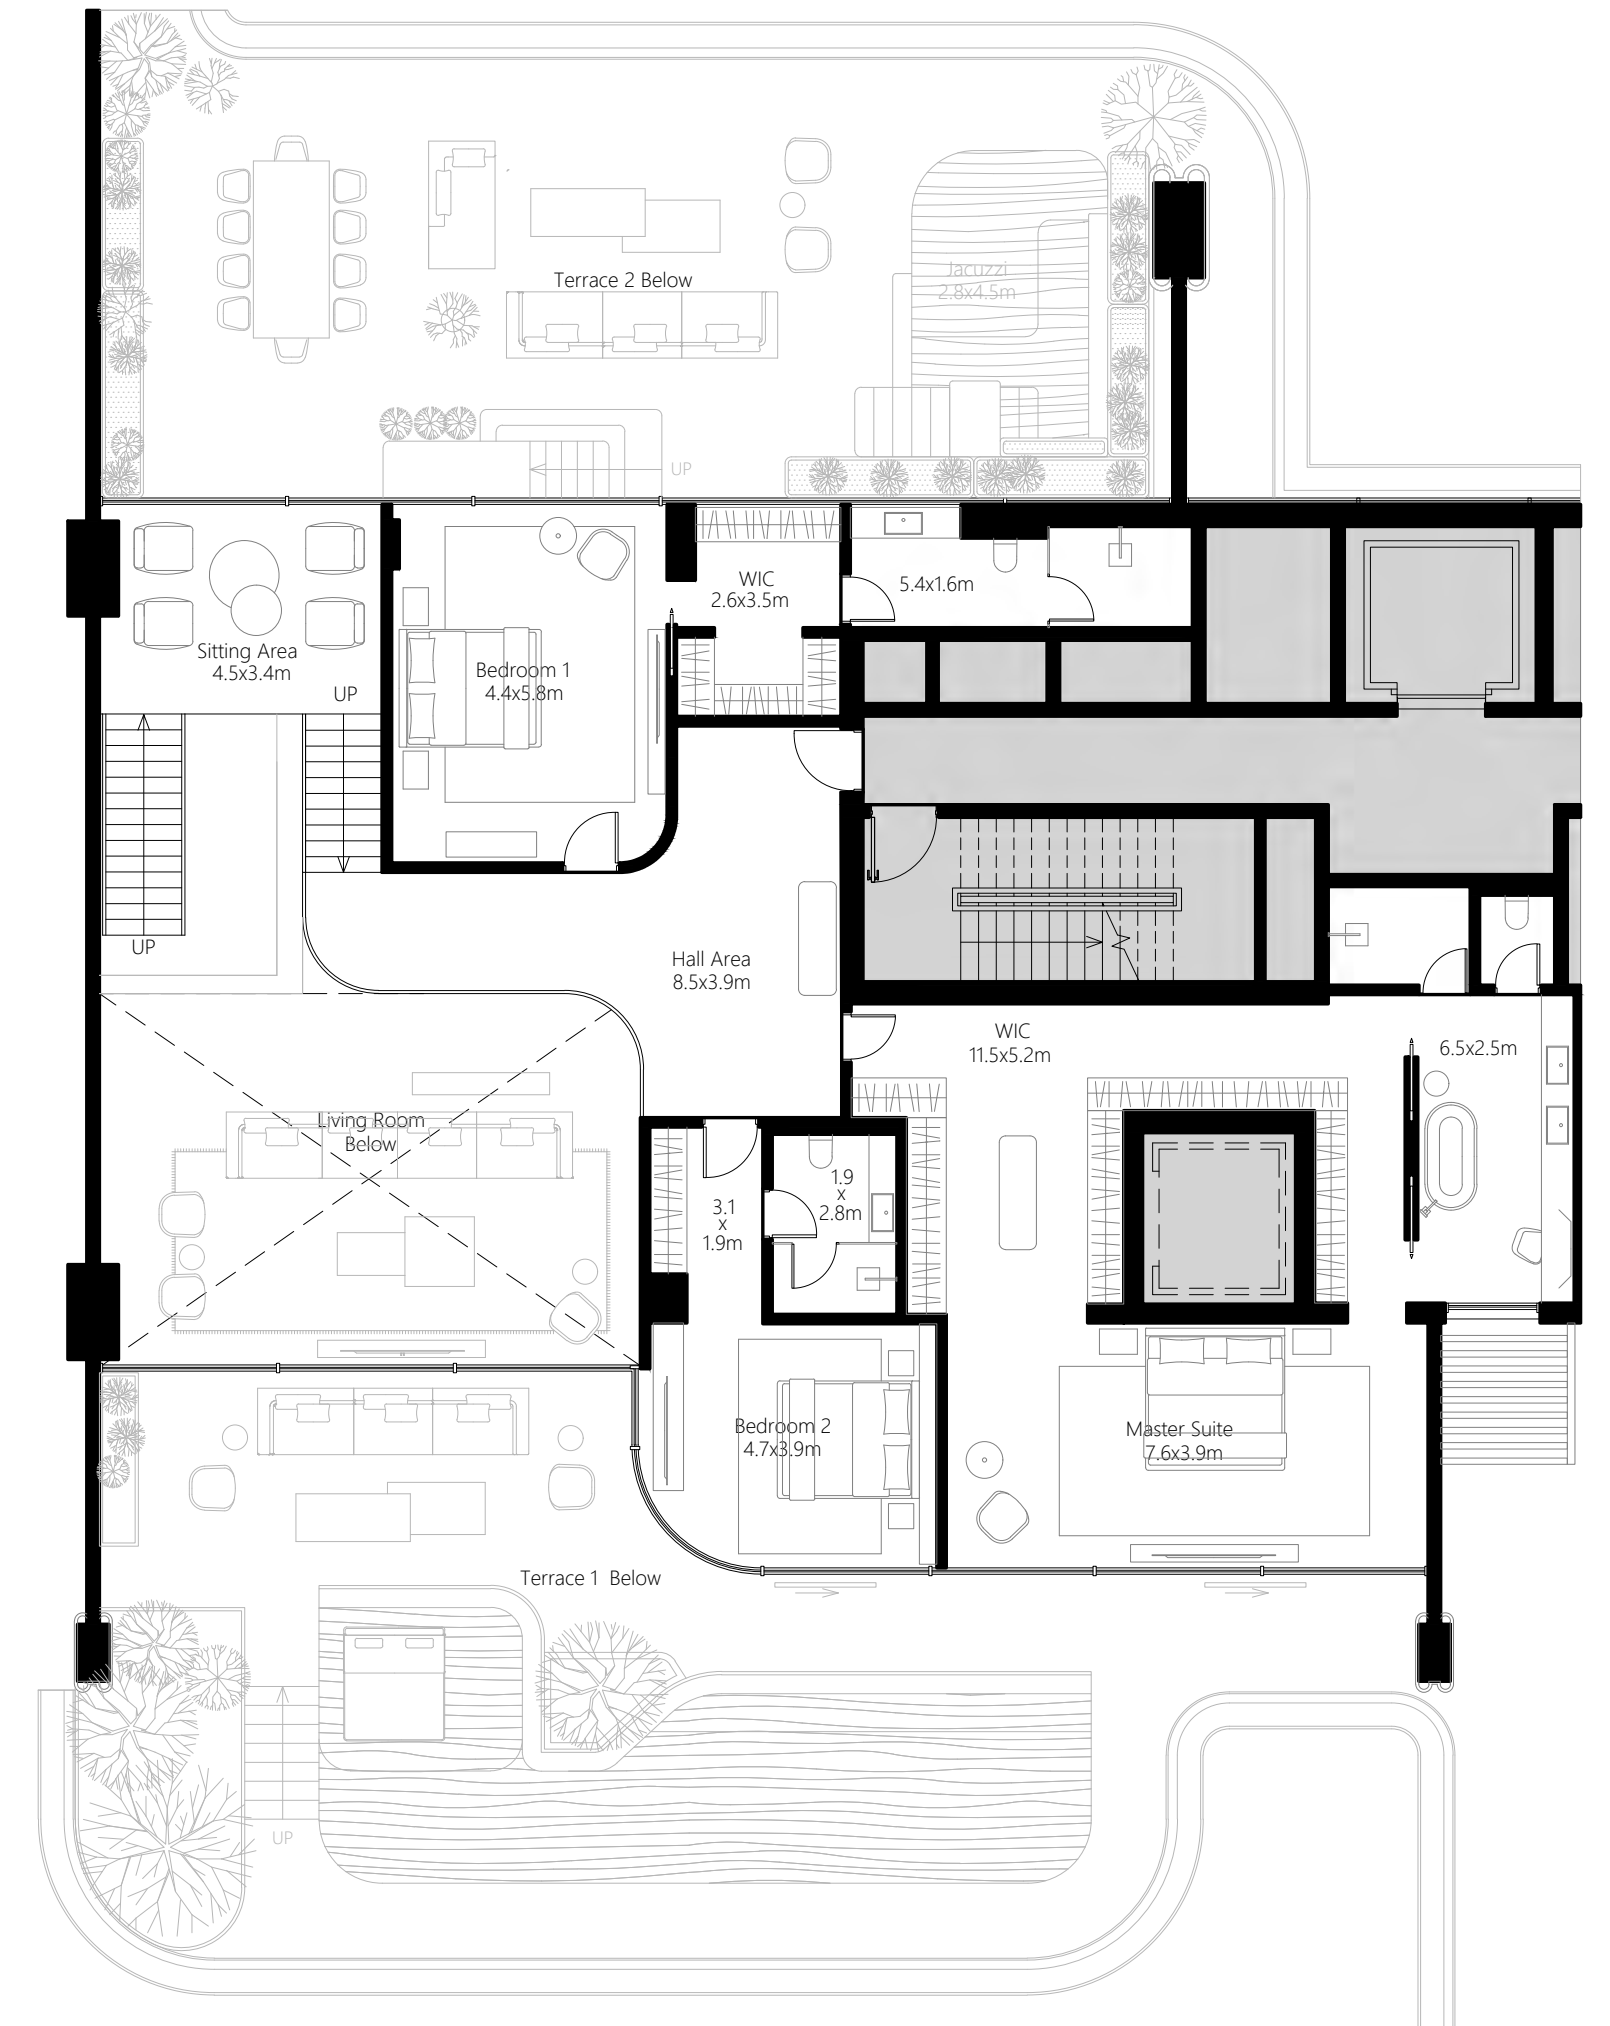 Terrace 2 Below
Jacuzzi
2.8x4.5m
UP
WIC
2.6x3.5m
5.4x1.6m
Sitting Area
4.5x3.4m
UP
Bedroom 1
4.4x5.8m
UP
Hall Area
8.5x3.9m
WIC
11.5x5.2m
6.5x2.5m
Living Room
Below
3.1
x
1.9m
1.9
x
2.8m
Bedroom 2
4.7x3.9m
Master Suite
7.6x3.9m
Terrace 1 Below
UP